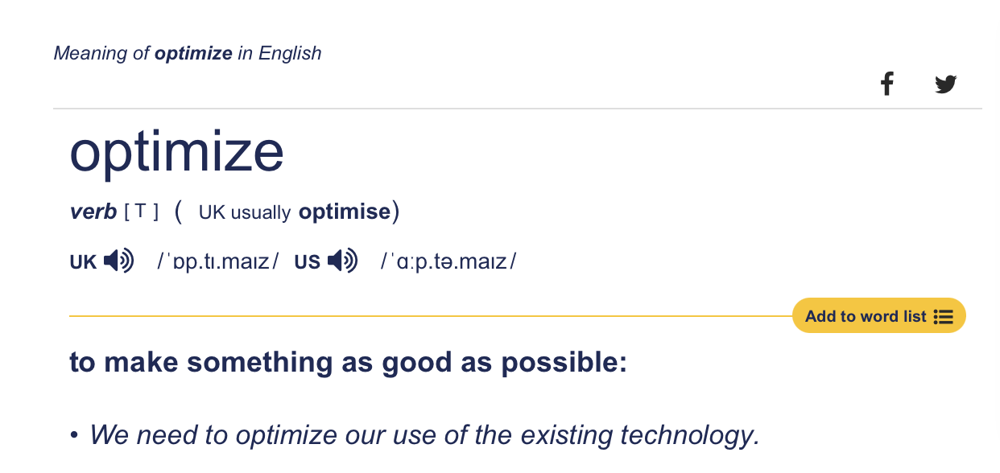 Meaning of optimize in English
optimize
verb [ T ] ( UK usually optimise)
UK /ˈɒp.tɪ.maɪz/ US /ˈɑːp.tə.maɪz/
Add to word list
to make something as good as possible:
• We need to optimize our use of the existing technology.